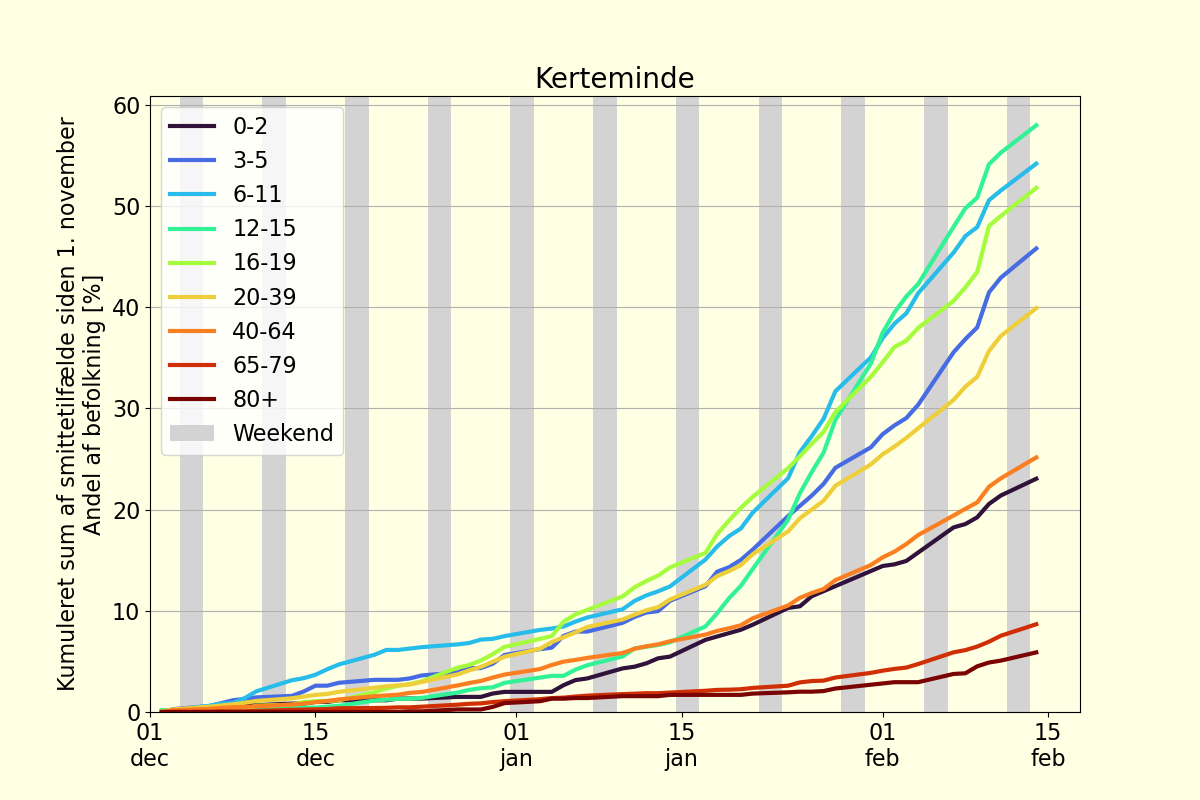 Kerteminde
Kumuleret sum af smittetilfælde siden 1. november
Andel af befolkning [%]
60
50
40
30
20
10
0
0-2
3-5
6-11
12-15
16-19
20-39
40-64
65-79
80+
Weekend
01 15 01 15 01 15
dec dec jan jan feb feb